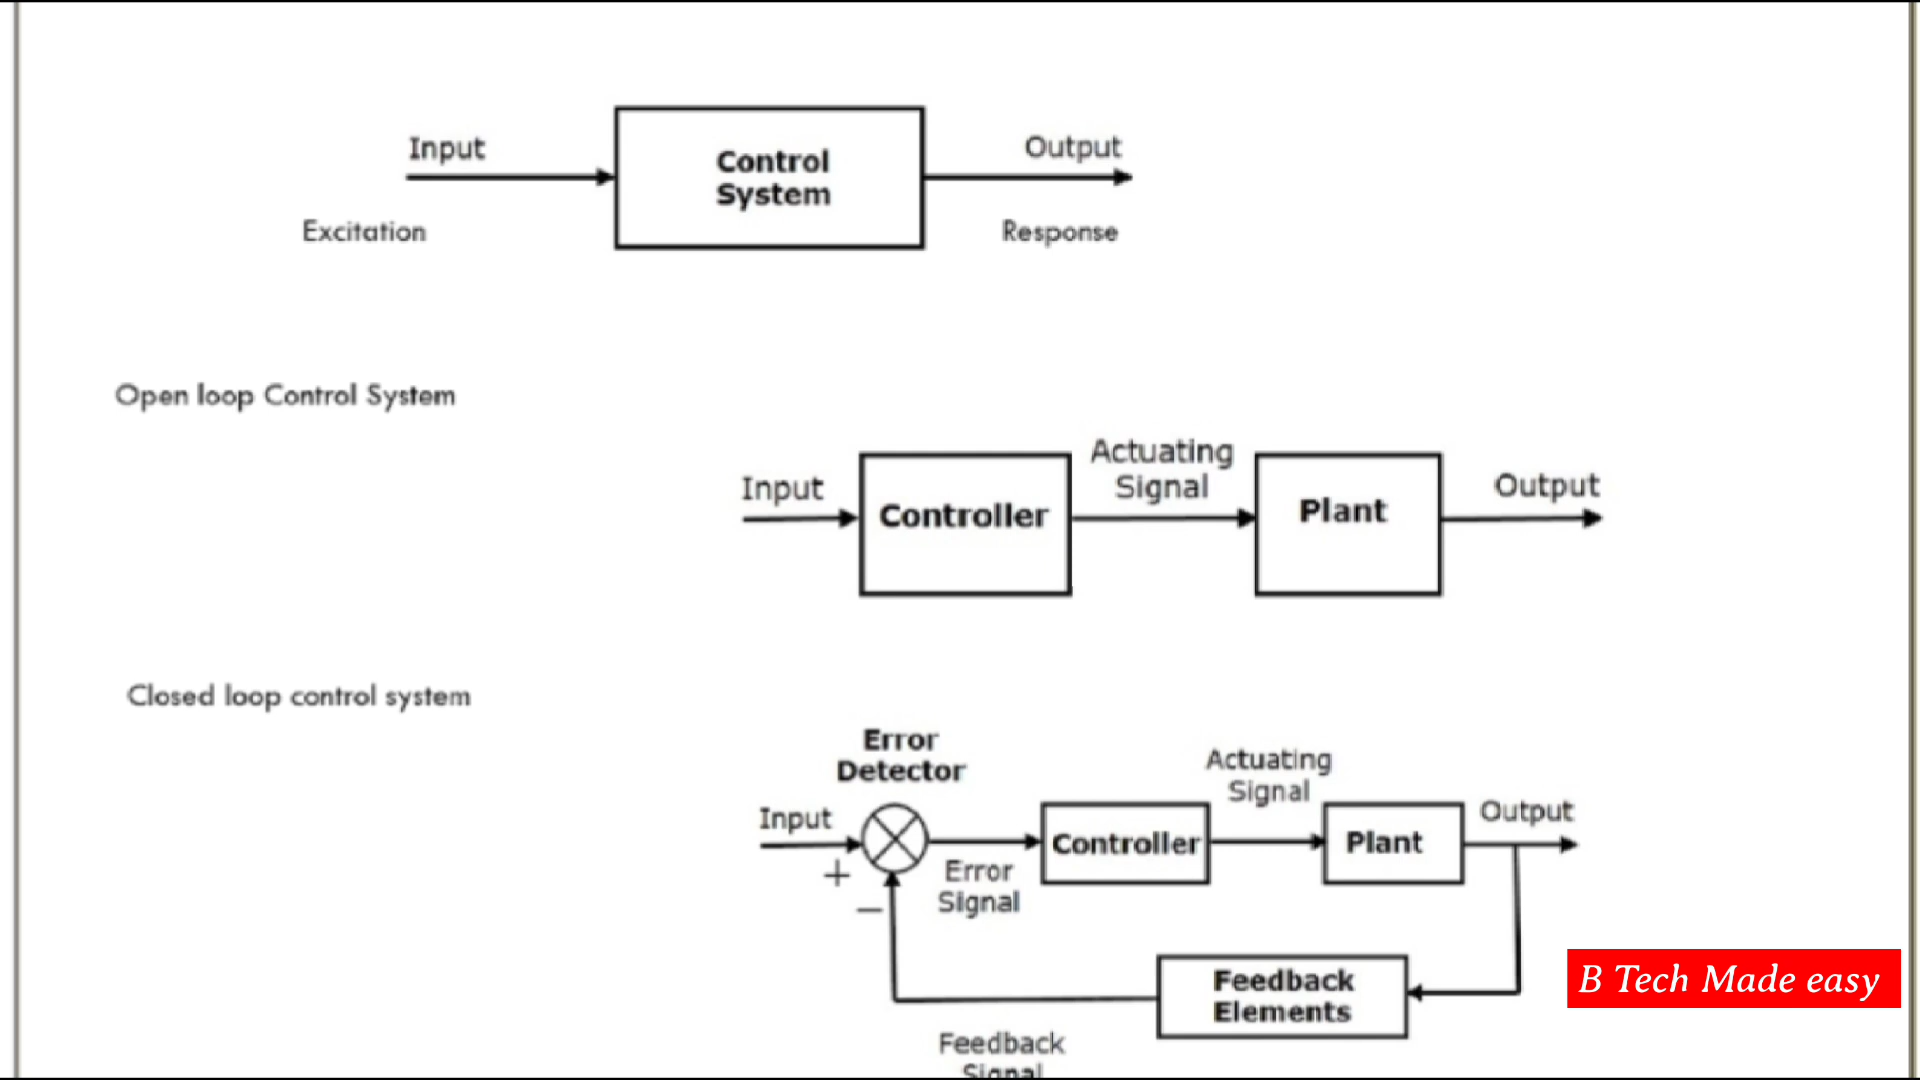 Input
Control
System
Output
Excitation
Response
Open loop Control System
Input
Controller
Actuating
Signal
Plant
Output
Closed loop control system
Error
Detector
Input
+
−
Error
Signal
Controller
Actuating
Signal
Plant
Output
Feedback
Elements
Feedback
Signal
B Tech Made easy